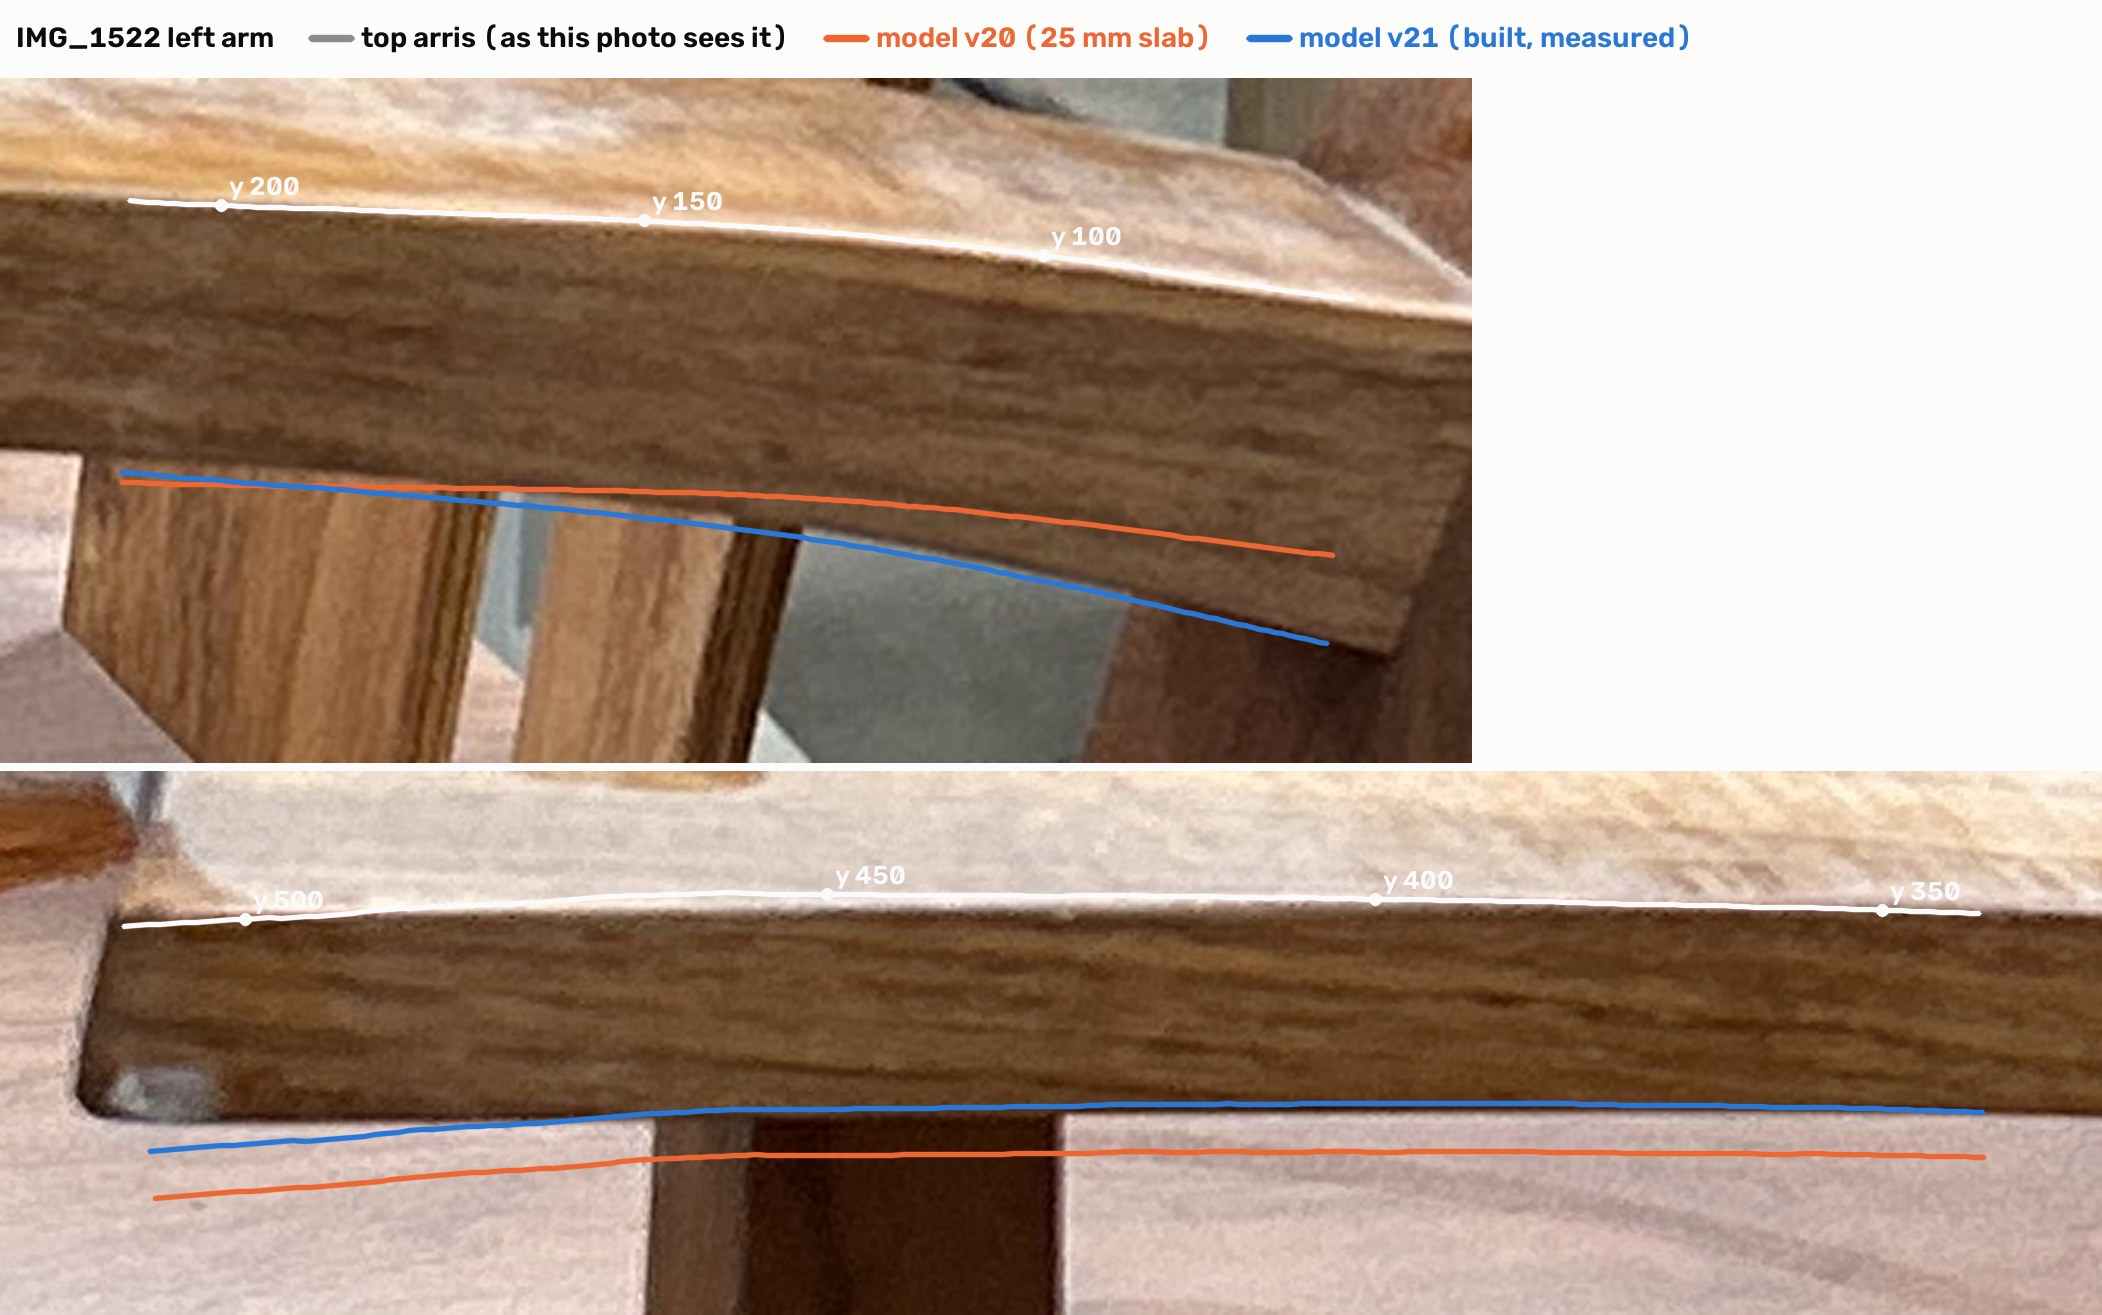 IMG_1522 left arm top arris (as this photo sees it) model v20 (25 mm slab) model v21 (built, measured)
y 200
y 150
y 100
y 450
y 400
y 350
y 500